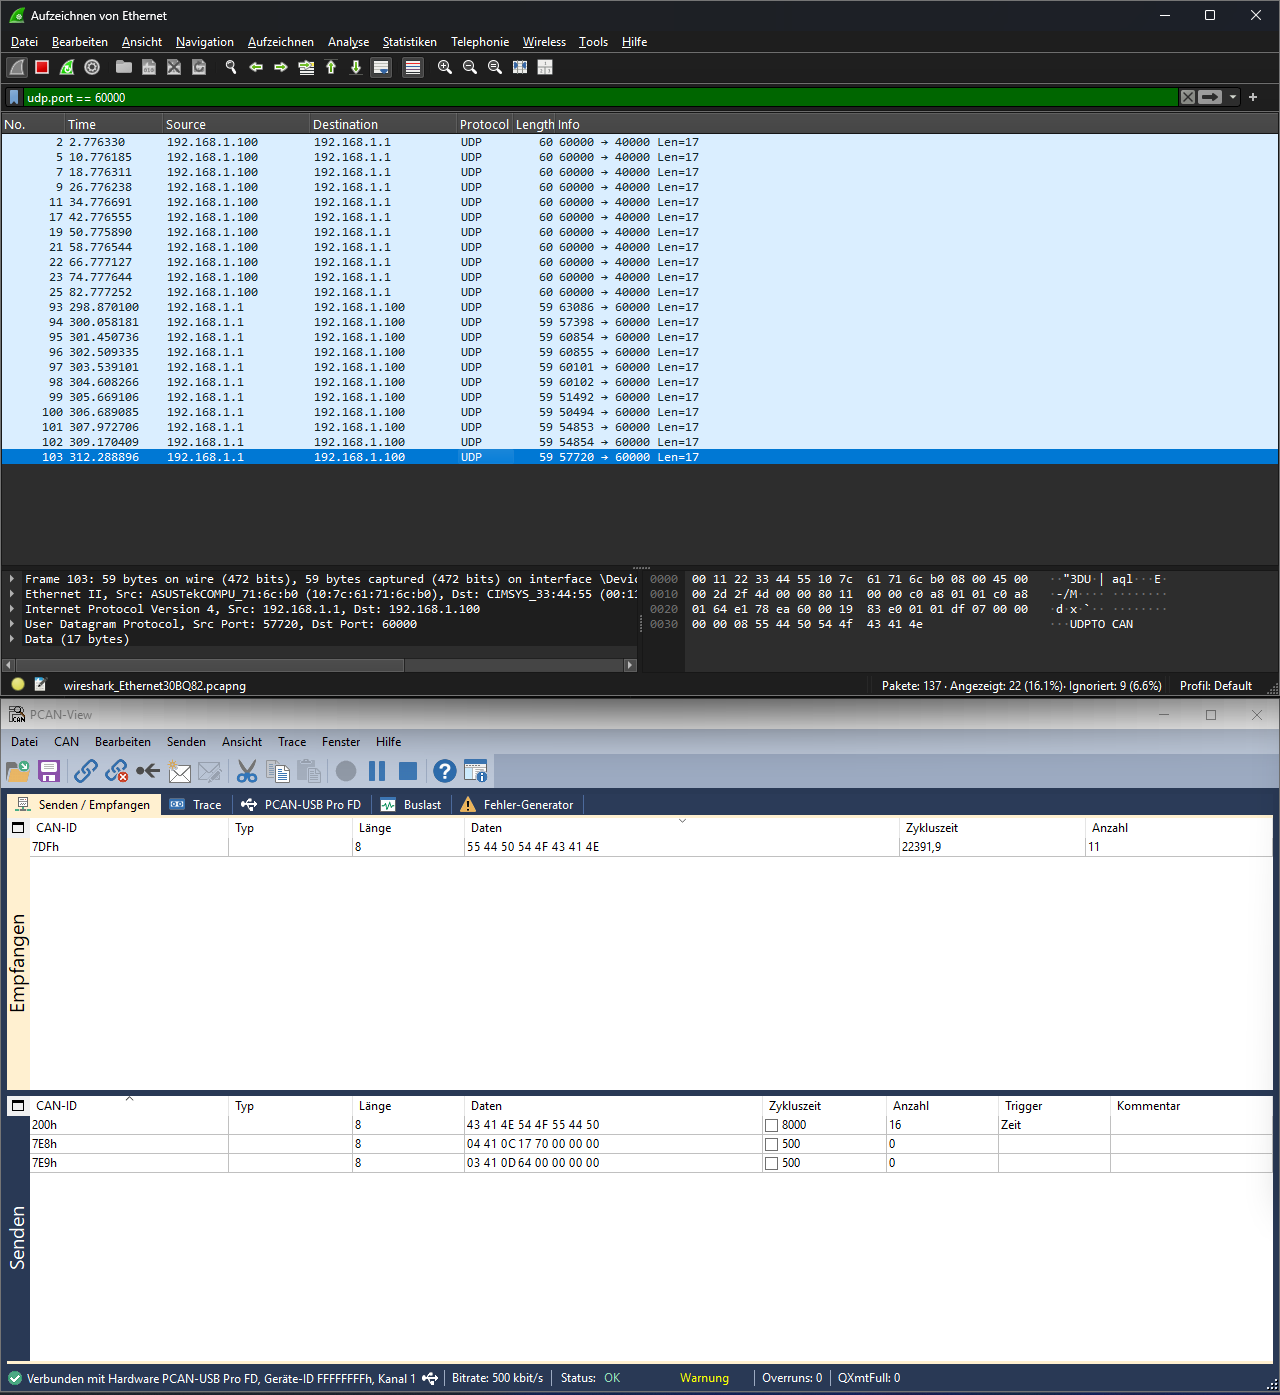 Aufzeichnen von Ethernet
Datei Bearbeiten Ansicht Navigation Aufzeichnen Analyse Statistiken Telephonie Wireless Tools Hilfe
udp.port == 60000
No. Time Source Destination Protocol Length Info
2 2.776330 192.168.1.100 192.168.1.1 UDP 60 60000 → 40000 Len=17
5 10.776185 192.168.1.100 192.168.1.1 UDP 60 60000 → 40000 Len=17
7 18.776311 192.168.1.100 192.168.1.1 UDP 60 60000 → 40000 Len=17
9 26.776238 192.168.1.100 192.168.1.1 UDP 60 60000 → 40000 Len=17
11 34.776691 192.168.1.100 192.168.1.1 UDP 60 60000 → 40000 Len=17
17 42.776555 192.168.1.100 192.168.1.1 UDP 60 60000 → 40000 Len=17
19 50.775890 192.168.1.100 192.168.1.1 UDP 60 60000 → 40000 Len=17
21 58.776544 192.168.1.100 192.168.1.1 UDP 60 60000 → 40000 Len=17
22 66.777127 192.168.1.100 192.168.1.1 UDP 60 60000 → 40000 Len=17
23 74.777644 192.168.1.100 192.168.1.1 UDP 60 60000 → 40000 Len=17
25 82.777252 192.168.1.100 192.168.1.1 UDP 60 60000 → 40000 Len=17
93 298.870100 192.168.1.1 192.168.1.100 UDP 59 63086 → 60000 Len=17
94 300.058181 192.168.1.1 192.168.1.100 UDP 59 57398 → 60000 Len=17
95 301.450736 192.168.1.1 192.168.1.100 UDP 59 60854 → 60000 Len=17
96 302.509335 192.168.1.1 192.168.1.100 UDP 59 60855 → 60000 Len=17
97 303.539101 192.168.1.1 192.168.1.100 UDP 59 60101 → 60000 Len=17
98 304.608266 192.168.1.1 192.168.1.100 UDP 59 60102 → 60000 Len=17
99 305.669106 192.168.1.1 192.168.1.100 UDP 59 51492 → 60000 Len=17
100 306.689085 192.168.1.1 192.168.1.100 UDP 59 50494 → 60000 Len=17
101 307.972706 192.168.1.1 192.168.1.100 UDP 59 54853 → 60000 Len=17
102 309.170409 192.168.1.1 192.168.1.100 UDP 59 54854 → 60000 Len=17
103 312.288896 192.168.1.1 192.168.1.100 UDP 59 57720 → 60000 Len=17
Frame 103: 59 bytes on wire (472 bits), 59 bytes captured (472 bits) on interface \Devic
Ethernet II, Src: ASUSTekCOMPU_71:6c:b0 (10:7c:61:71:6c:b0), Dst: CIMSYS_33:44:55 (00:11
Internet Protocol Version 4, Src: 192.168.1.1, Dst: 192.168.1.100
User Datagram Protocol, Src Port: 57720, Dst Port: 60000
Data (17 bytes)
0000 00 11 22 33 44 55 10 7c 61 71 6c b0 08 00 45 00 ··"3DU·| aql···E·
0010 00 2d 2f 4d 00 00 80 11 00 00 c0 a8 01 01 c0 a8 ·-/M···· ········
0020 01 64 e1 78 ea 60 00 19 83 e0 01 01 df 07 00 00 ·d·x·`·· ········
0030 00 00 08 55 44 50 54 4f 43 41 4e ···UDPTO CAN
wireshark_Ethernet30BQ82.pcapng Pakete: 137 · Angezeigt: 22 (16.1%)· Ignoriert: 9 (6.6%) Profil: Default
PCAN-View
Datei CAN Bearbeiten Senden Ansicht Trace Fenster Hilfe
Senden / Empfangen Trace PCAN-USB Pro FD Buslast Fehler-Generator
Empfangen
CAN-ID Typ Länge Daten Zykluszeit Anzahl
7DFh 8 55 44 50 54 4F 43 41 4E 22391,9 11
Senden
CAN-ID Typ Länge Daten Zykluszeit Anzahl Trigger Kommentar
200h 8 43 41 4E 54 4F 55 44 50 8000 16 Zeit
7E8h 8 04 41 0C 17 70 00 00 00 500 0
7E9h 8 03 41 0D 64 00 00 00 00 500 0
Verbunden mit Hardware PCAN-USB Pro FD, Geräte-ID FFFFFFFFh, Kanal 1 Bitrate: 500 kbit/s Status: OK Warnung Overruns: 0 QXmtFull: 0